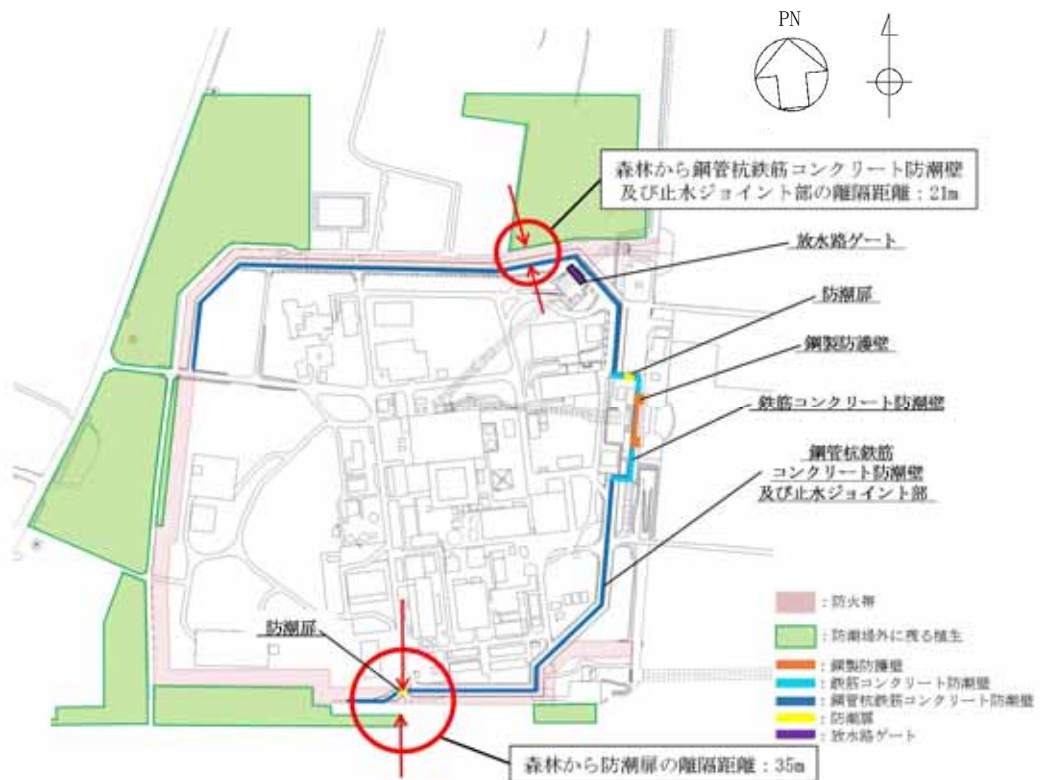 PN
森林から鋼管杭鉄筋コンクリート防潮壁
及び止水ジョイント部の離隔距離：21m
放水路ゲート
防潮扉
鋼製防護壁
鉄筋コンクリート防潮壁
鋼管杭鉄筋
コンクリート防潮壁
及び止水ジョイント部
防潮扉
：防火帯
：防潮堤外に残る植生
：鋼製防護壁
：鉄筋コンクリート防潮壁
：鋼管杭鉄筋コンクリート防潮壁
：防潮扉
：放水路ゲート
森林から防潮扉の離隔距離：35m